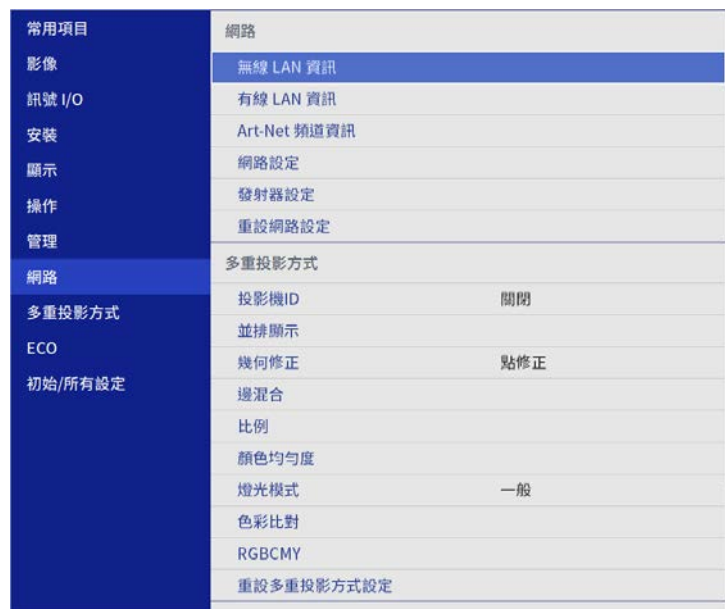 常用項目
影像
訊號 I/O
安裝
顯示
操作
管理
網路
多重投影方式
ECO
初始/所有設定
網路
無線 LAN 資訊
有線 LAN 資訊
Art-Net 頻道資訊
網路設定
發射器設定
重設網路設定
多重投影方式
投影機ID 關閉
並排顯示
幾何修正 點修正
邊混合
比例
顏色均勻度
燈光模式 一般
色彩比對
RGBCMY
重設多重投影方式設定